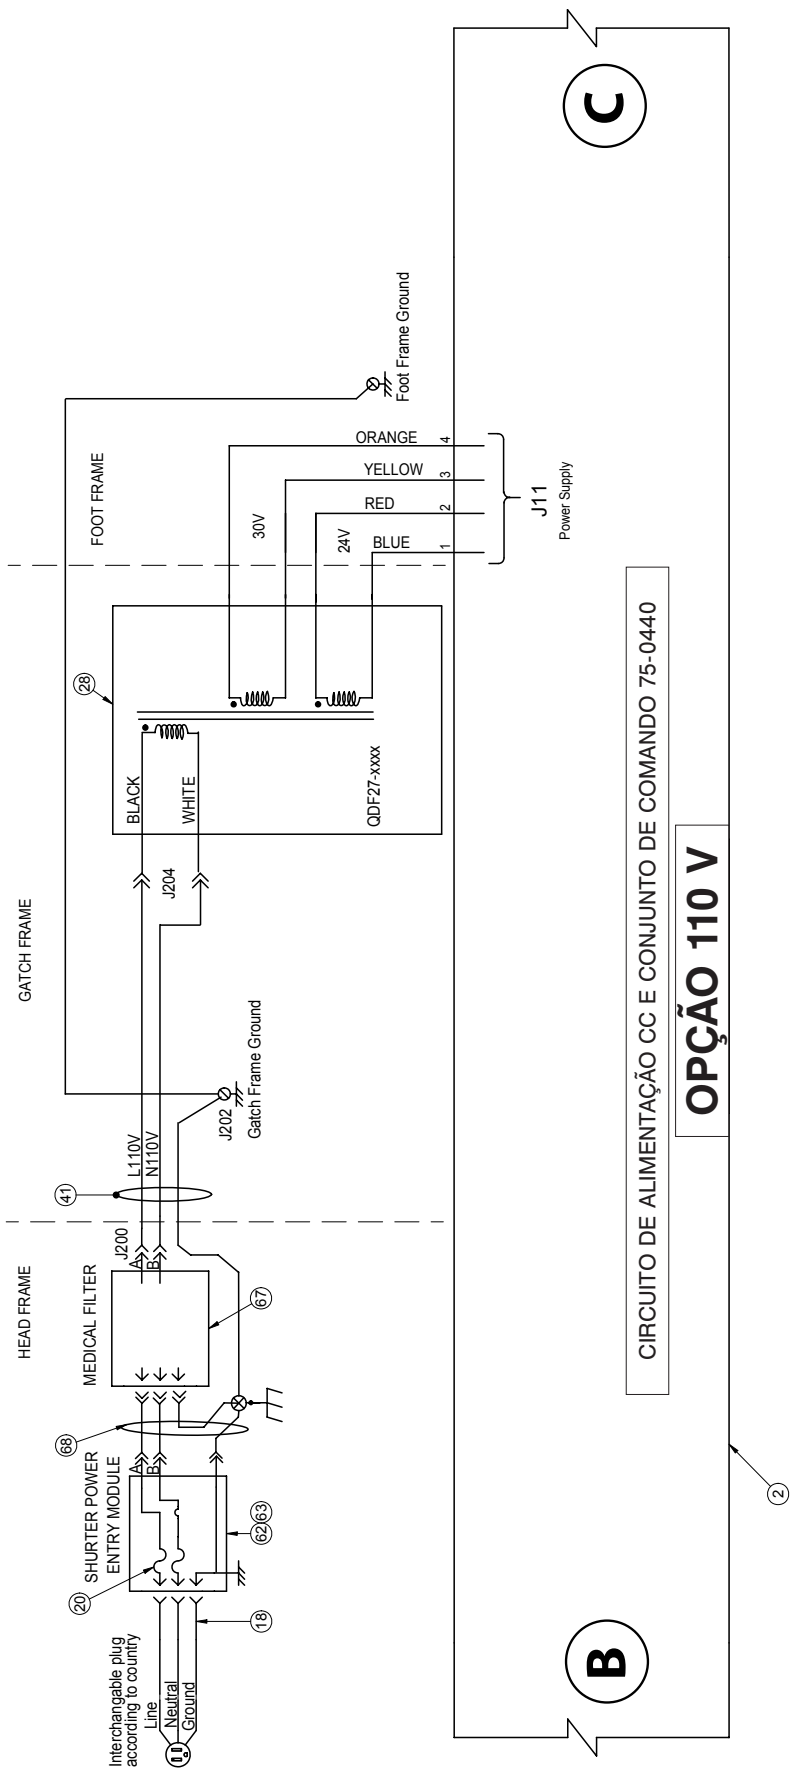 HEAD FRAME
GATCH FRAME
FOOT FRAME
Interchangable plug
according to country
Line
Neutral
Ground
20
SHURTER POWER
ENTRY MODULE
A
B
18
62
63
68
MEDICAL FILTER
A
B
J200
67
41
L110V
N110V
J202
Gatch Frame Ground
J204
28
BLACK
WHITE
QDF27-xxxx
30V
24V
ORANGE
YELLOW
RED
BLUE
4
3
2
1
J11
Power Supply
Foot Frame Ground
B
C
CIRCUITO DE ALIMENTAÇÃO CC E CONJUNTO DE COMANDO 75-0440
OPÇÃO 110 V
2